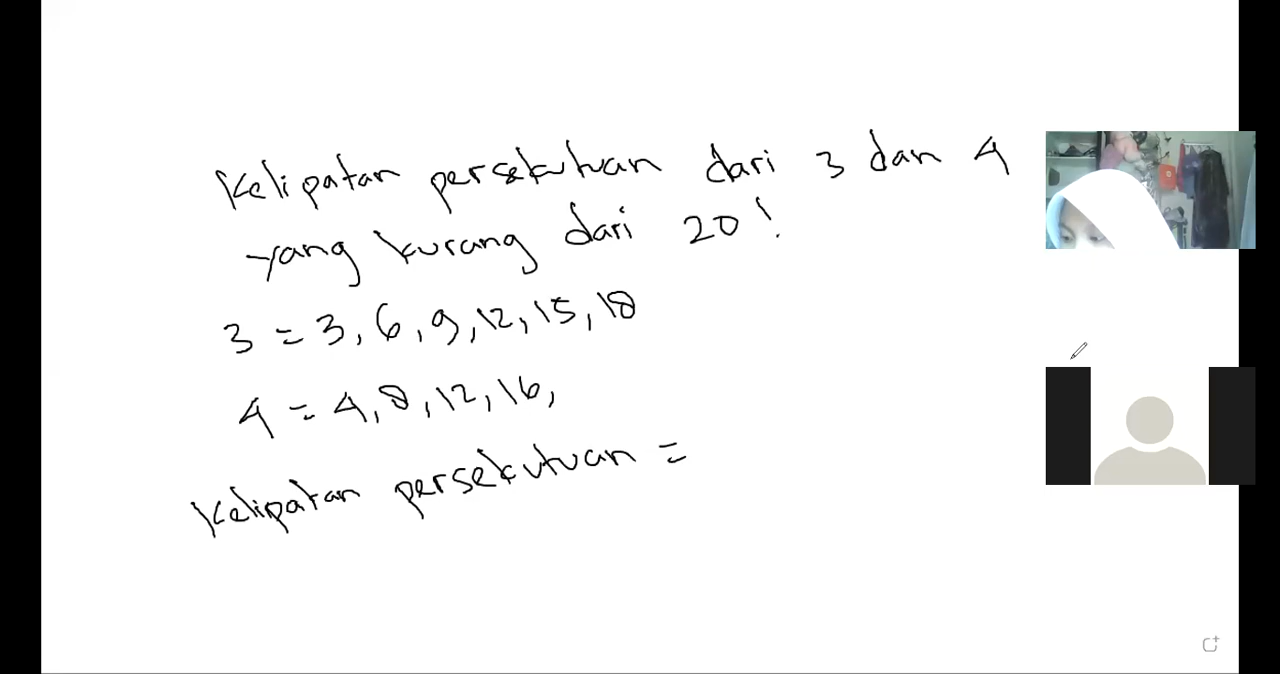 Kelipatan persekutuan dari 3 dan 4
yang kurang dari 20!
3 = 3, 6, 9, 12, 15, 18
4 = 4, 8, 12, 16,
Kelipatan persekutuan =